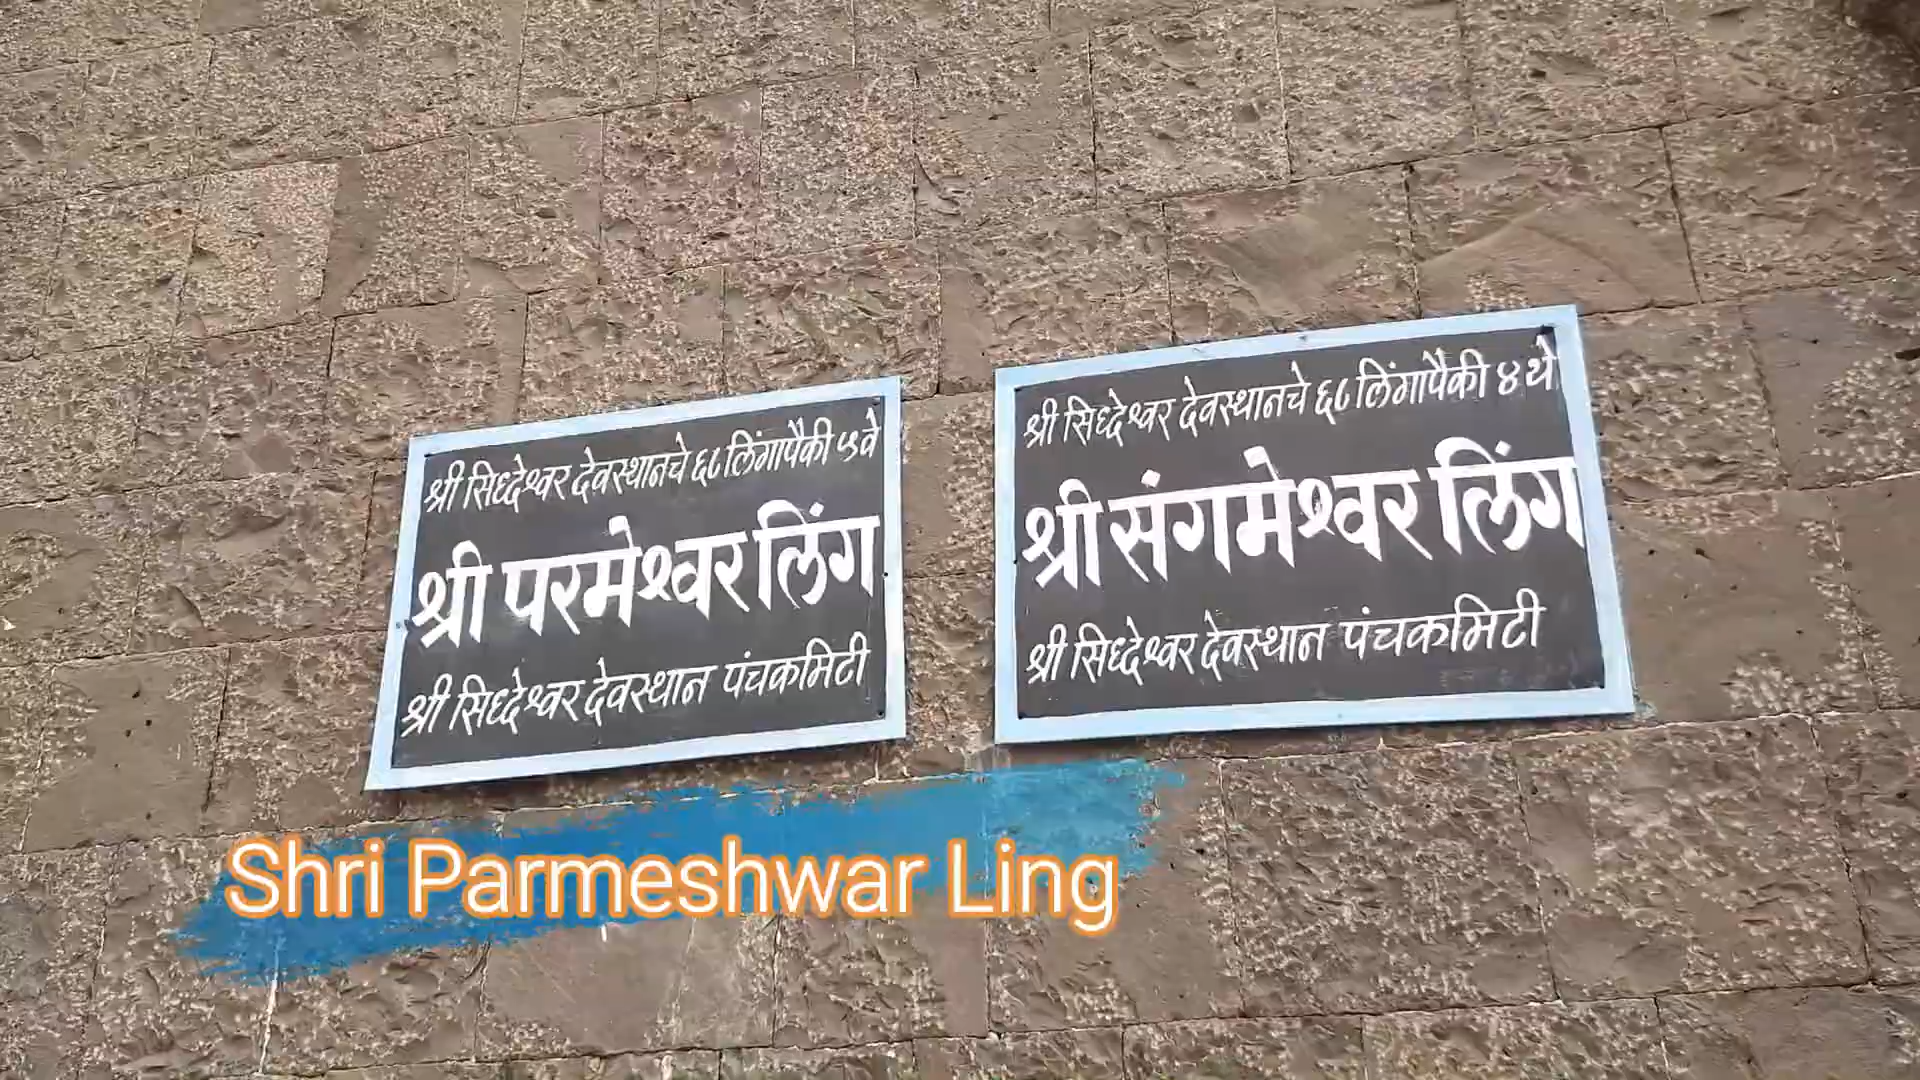 श्री सिध्देश्वर देवस्थानचे ६८ लिंगापैकी ५वे
श्री परमेश्वर लिंग
श्री सिध्देश्वर देवस्थान पंचकमिटी
श्री सिध्देश्वर देवस्थानचे ६८ लिंगापैकी ४थे
श्री संगमेश्वर लिंग
श्री सिध्देश्वर देवस्थान पंचकमिटी
Shri Parmeshwar Ling